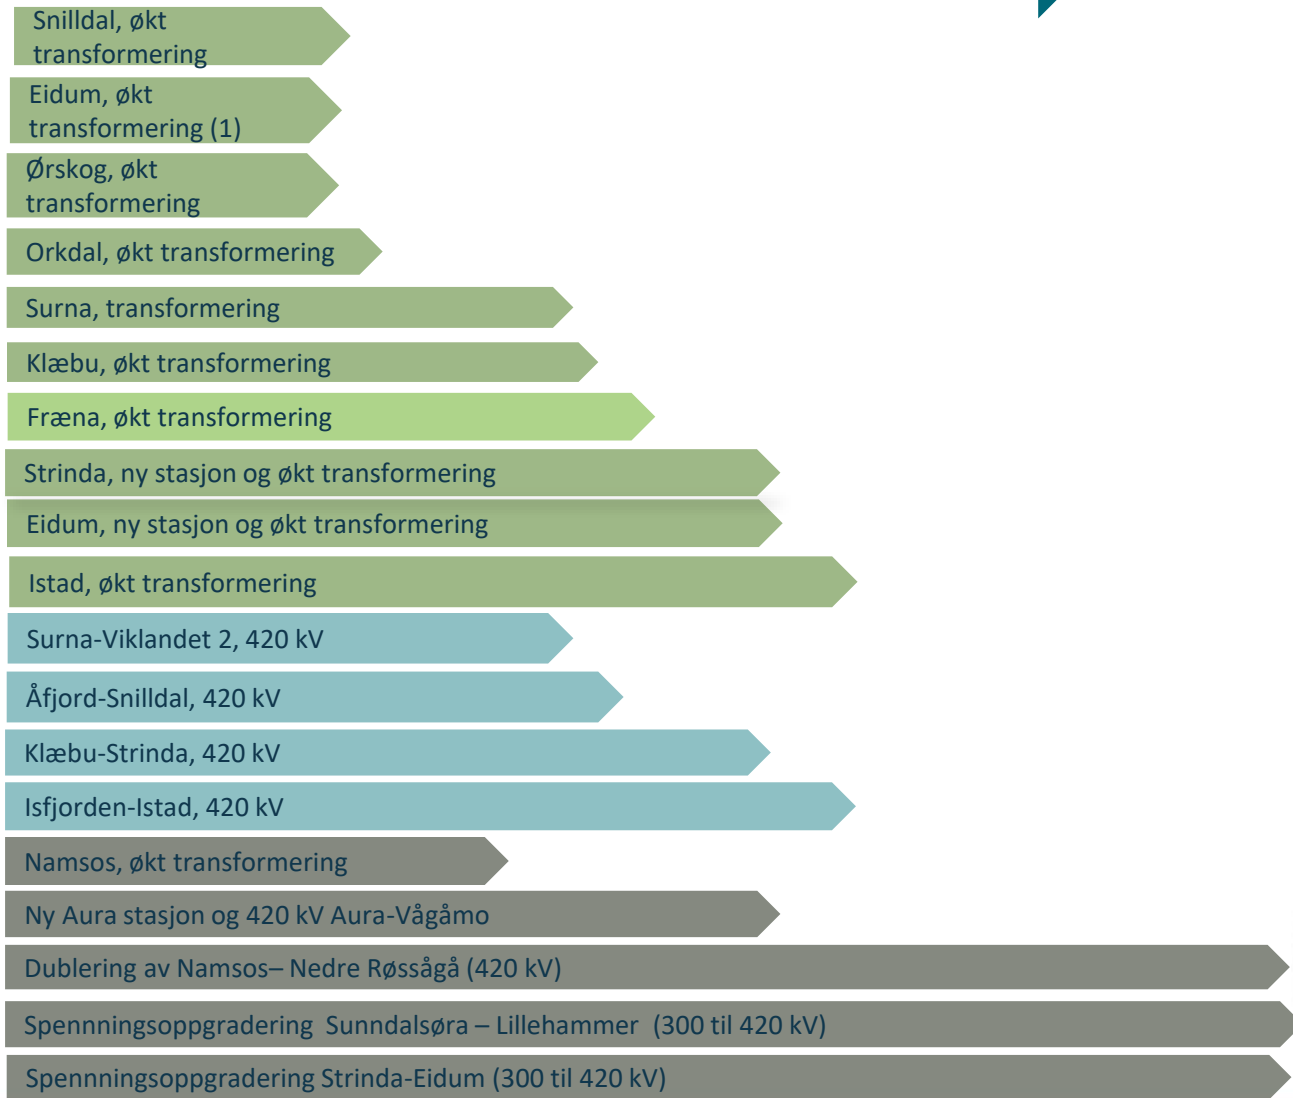 Snilldal, økt
transformering
Eidum, økt
transformering (1)
Ørskog, økt
transformering
Orkdal, økt transformering
Surna, transformering
Klæbu, økt transformering
Fræna, økt transformering
Strinda, ny stasjon og økt transformering
Eidum, ny stasjon og økt transformering
Istad, økt transformering
Surna-Viklandet 2, 420 kV
Åfjord-Snilldal, 420 kV
Klæbu-Strinda, 420 kV
Isfjorden-Istad, 420 kV
Namsos, økt transformering
Ny Aura stasjon og 420 kV Aura-Vågåmo
Dublering av Namsos– Nedre Røssågå (420 kV)
Spennningsoppgradering Sunndalsøra – Lillehammer (300 til 420 kV)
Spennningsoppgradering Strinda-Eidum (300 til 420 kV)